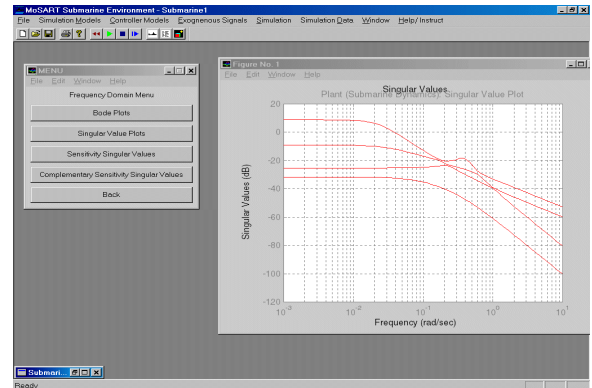 MoSART Submarine Environment - Submarine1
File Simulation Models Controller Models Exognenous Signals Simulation Simulation Data Window Help/ Instruct
MENU
File Edit Window Help
Frequency Domain Menu
Bode Plots
Singular Value Plots
Sensitivity Singular Values
Complementary Sensitivity Singular Values
Back
Figure No. 1
File Edit Window Help
Singular Values
Plant (Submarine Dynamics): Singular Value Plot
Singular Values (dB)
20
0
-20
-40
-60
-80
-100
-120
10^-3 10^-2 10^-1 10^0 10^1
Frequency (rad/sec)
Submari...
Ready